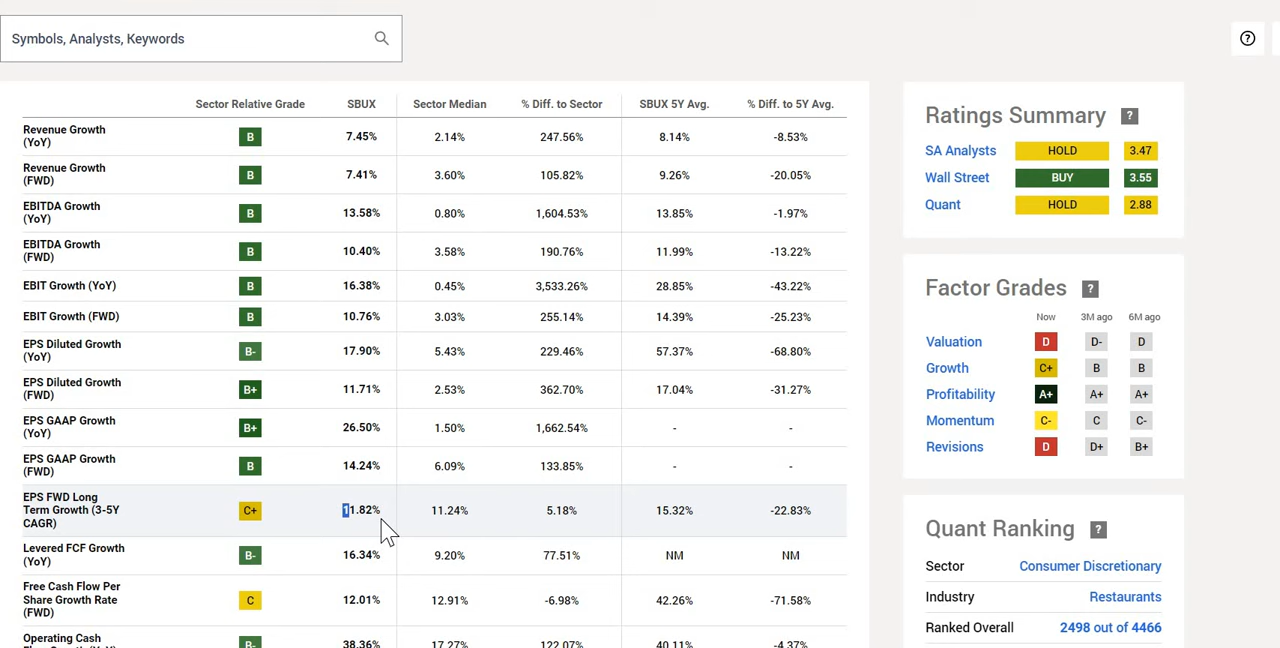 Symbols, Analysts, Keywords
?
Sector Relative Grade SBUX Sector Median % Diff. to Sector SBUX 5Y Avg. % Diff. to 5Y Avg.
Revenue Growth
(YoY)
B 7.45% 2.14% 247.56% 8.14% -8.53%
Revenue Growth
(FWD)
B 7.41% 3.60% 105.82% 9.26% -20.05%
EBITDA Growth
(YoY)
B 13.58% 0.80% 1,604.53% 13.85% -1.97%
EBITDA Growth
(FWD)
B 10.40% 3.58% 190.76% 11.99% -13.22%
EBIT Growth (YoY) B 16.38% 0.45% 3,533.26% 28.85% -43.22%
EBIT Growth (FWD) B 10.76% 3.03% 255.14% 14.39% -25.23%
EPS Diluted Growth
(YoY)
B- 17.90% 5.43% 229.46% 57.37% -68.80%
EPS Diluted Growth
(FWD)
B+ 11.71% 2.53% 362.70% 17.04% -31.27%
EPS GAAP Growth
(YoY)
B+ 26.50% 1.50% 1,662.54% - -
EPS GAAP Growth
(FWD)
B 14.24% 6.09% 133.85% - -
EPS FWD Long
Term Growth (3-5Y
CAGR)
C+ 11.82% 11.24% 5.18% 15.32% -22.83%
Levered FCF Growth
(YoY)
B- 16.34% 9.20% 77.51% NM NM
Free Cash Flow Per
Share Growth Rate
(FWD)
C 12.01% 12.91% -6.98% 42.26% -71.58%
Operating Cash
B- 38.36% 17.27% 122.07% 40.11% -4.37%
Ratings Summary ?
SA Analysts HOLD 3.47
Wall Street BUY 3.55
Quant HOLD 2.88
Factor Grades ?
Now 3M ago 6M ago
Valuation D D- D
Growth C+ B B
Profitability A+ A+ A+
Momentum C- C C-
Revisions D D+ B+
Quant Ranking ?
Sector Consumer Discretionary
Industry Restaurants
Ranked Overall 2498 out of 4466